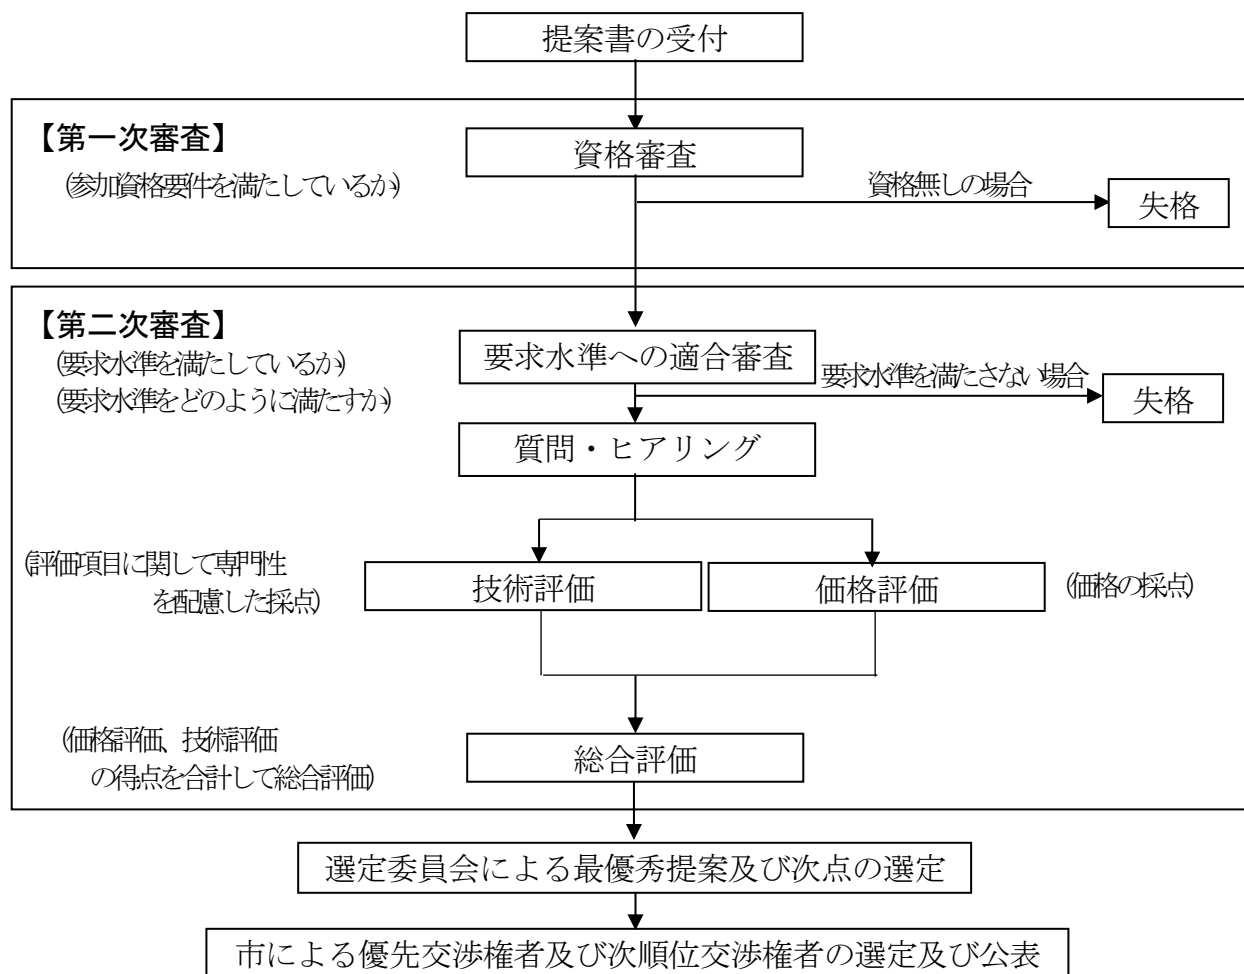 提案書の受付
【第一次審査】
資格審査
(参加資格要件を満たしているか)
資格無しの場合
失格
【第二次審査】
要求水準への適合審査
(要求水準を満たしているか)
(要求水準をどのように満たすか)
要求水準を満たさない場合
失格
質問・ヒアリング
(評価項目に関して専門性
を配慮した採点)
技術評価
価格評価
(価格の採点)
(価格評価、技術評価
の得点を合計して総合評価)
総合評価
選定委員会による最優秀提案及び次点の選定
市による優先交渉権者及び次順位交渉権者の選定及び公表